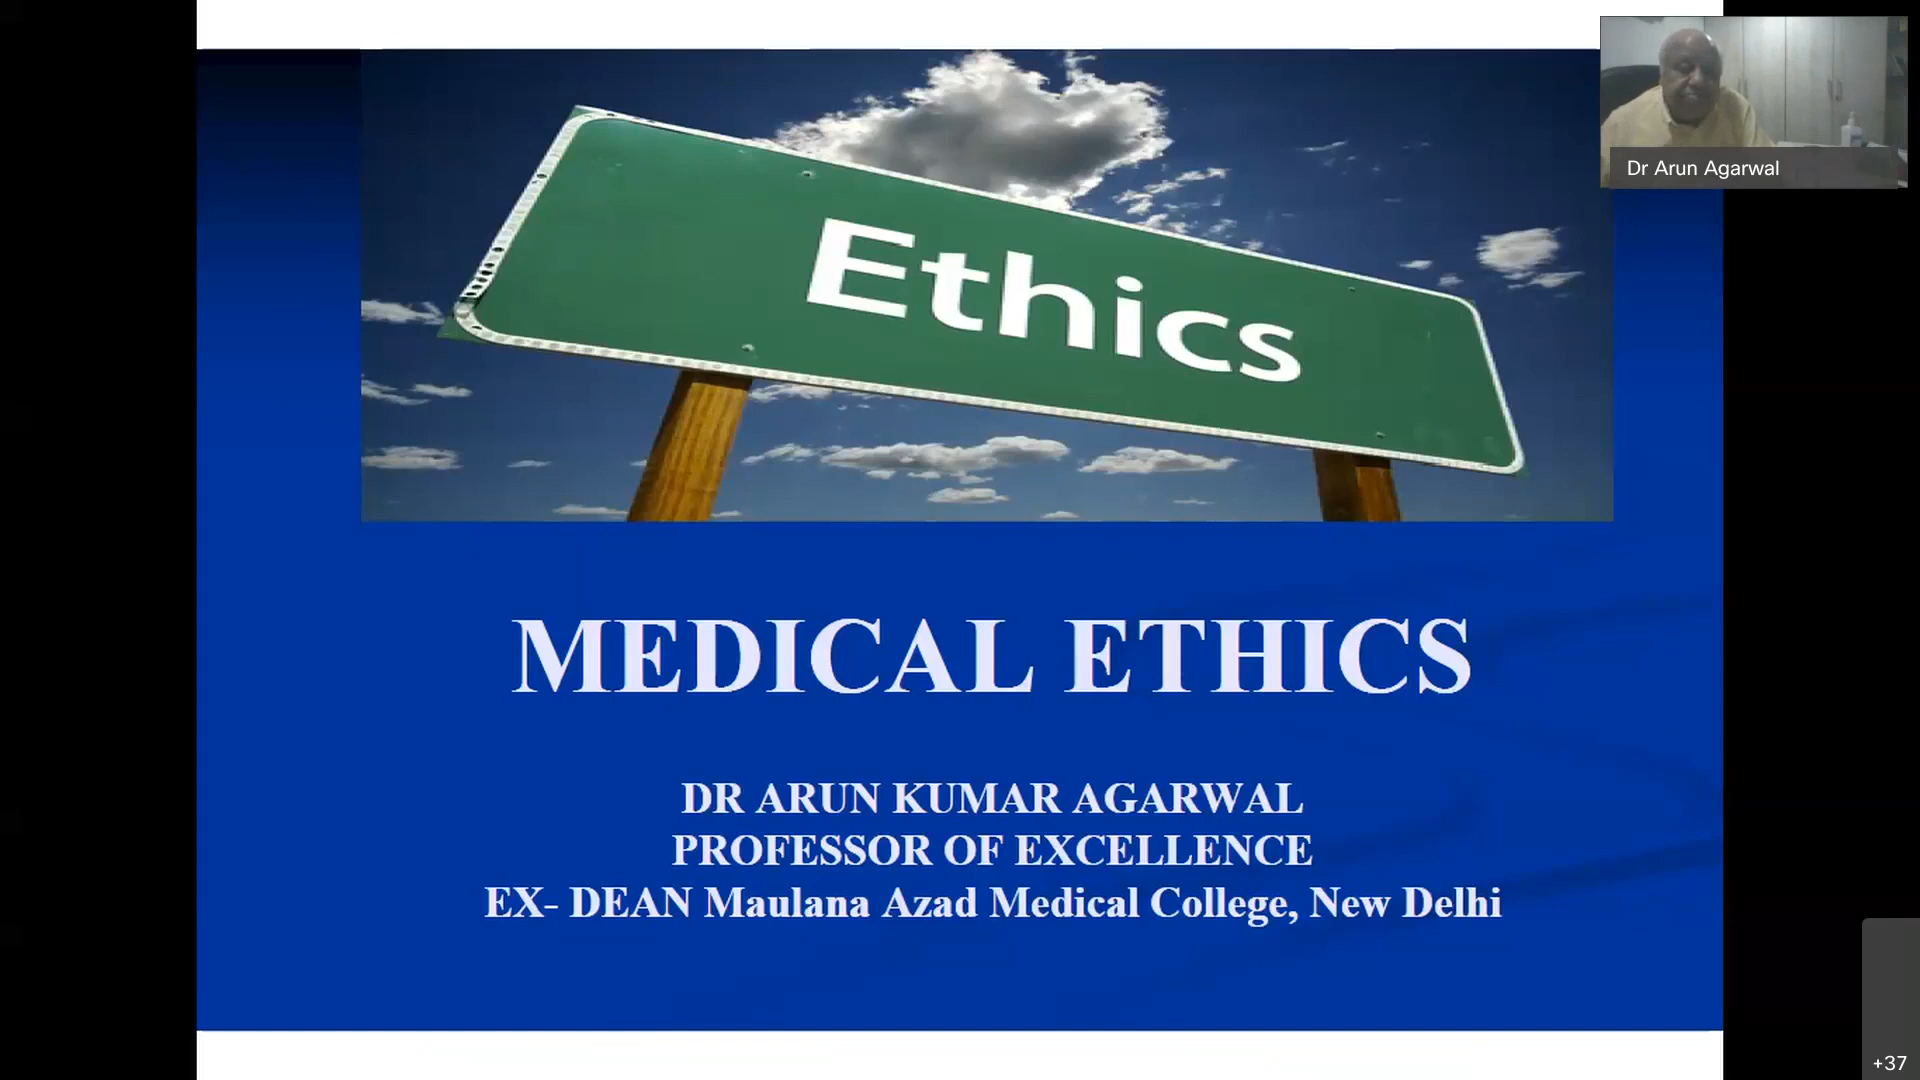 Dr Arun Agarwal
Ethics
MEDICAL ETHICS
DR ARUN KUMAR AGARWAL
PROFESSOR OF EXCELLENCE
EX- DEAN Maulana Azad Medical College, New Delhi
+37